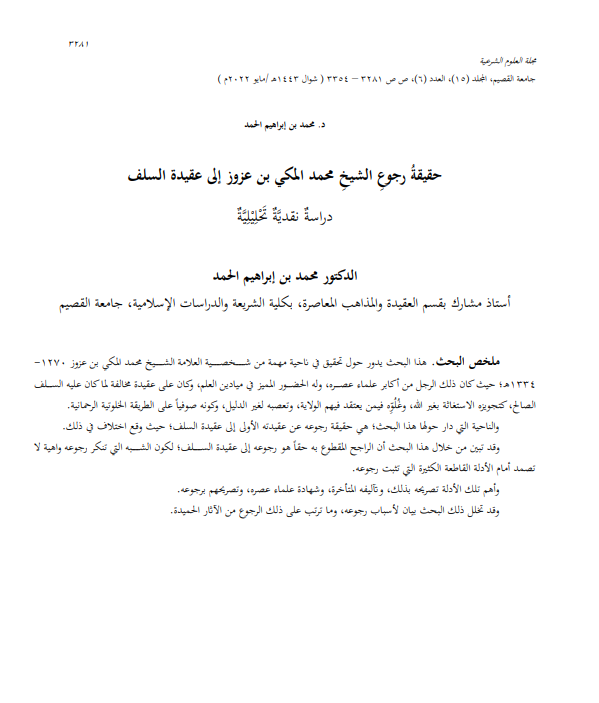 ٣٢٨١
مجلة العلوم الشرعية
جامعة القصيم، المجلد (١٥)، العدد (٦)، ص ص ٣٢٨١ – ٣٣٥٤ ( شوال ١٤٤٣هـ /مايو ٢٠٢٢م )
د. محمد بن إبراهيم الحمد
حقيقةُ رجوعِ الشيخِ محمد المكي بن عزوز إلى عقيدة السلف
دراسةٌ نقديَّةٌ تَحْلِيْلِيَّةٌ
الدكتور محمد بن إبراهيم الحمد
أستاذ مشارك بقسم العقيدة والمذاهب المعاصرة، بكلية الشريعة والدراسات الإسلامية، جامعة القصيم
ملخص البحث. هذا البحث يدور حول تحقيق في ناحية مهمة من شخصية العلامة الشيخ محمد المكي بن عزوز ١٢٧٠–
١٣٣٤هـ؛ حيث كان ذلك الرجل من أكابر علماء عصره، وله الحضور المميز في ميادين العلم، وكان على عقيدة مخالفة لما كان عليه السلف
الصالح، كتجويزه الاستغاثة بغير الله، وغُلُوِّه فيمن يعتقد فيهم الولاية، وتعصبه لغير الدليل، وكونه صوفياً على الطريقة الخلوتية الرحمانية.
والناحية التي دار حولها هذا البحث؛ هي حقيقة رجوعه عن عقيدته الأولى إلى عقيدة السلف؛ حيث وقع اختلاف في ذلك.
وقد تبين من خلال هذا البحث أن الراجح المقطوع به حقاً هو رجوعه إلى عقيدة السلف؛ لكون الشبه التي تنكر رجوعه واهية لا
تصمد أمام الأدلة القاطعة الكثيرة التي تثبت رجوعه.
وأهم تلك الأدلة تصريحه بذلك، وتآليفه المتأخرة، وشهادة علماء عصره، وتصريحهم برجوعه.
وقد تخلل ذلك البحث بيان لأسباب رجوعه، وما ترتب على ذلك الرجوع من الآثار الحميدة.